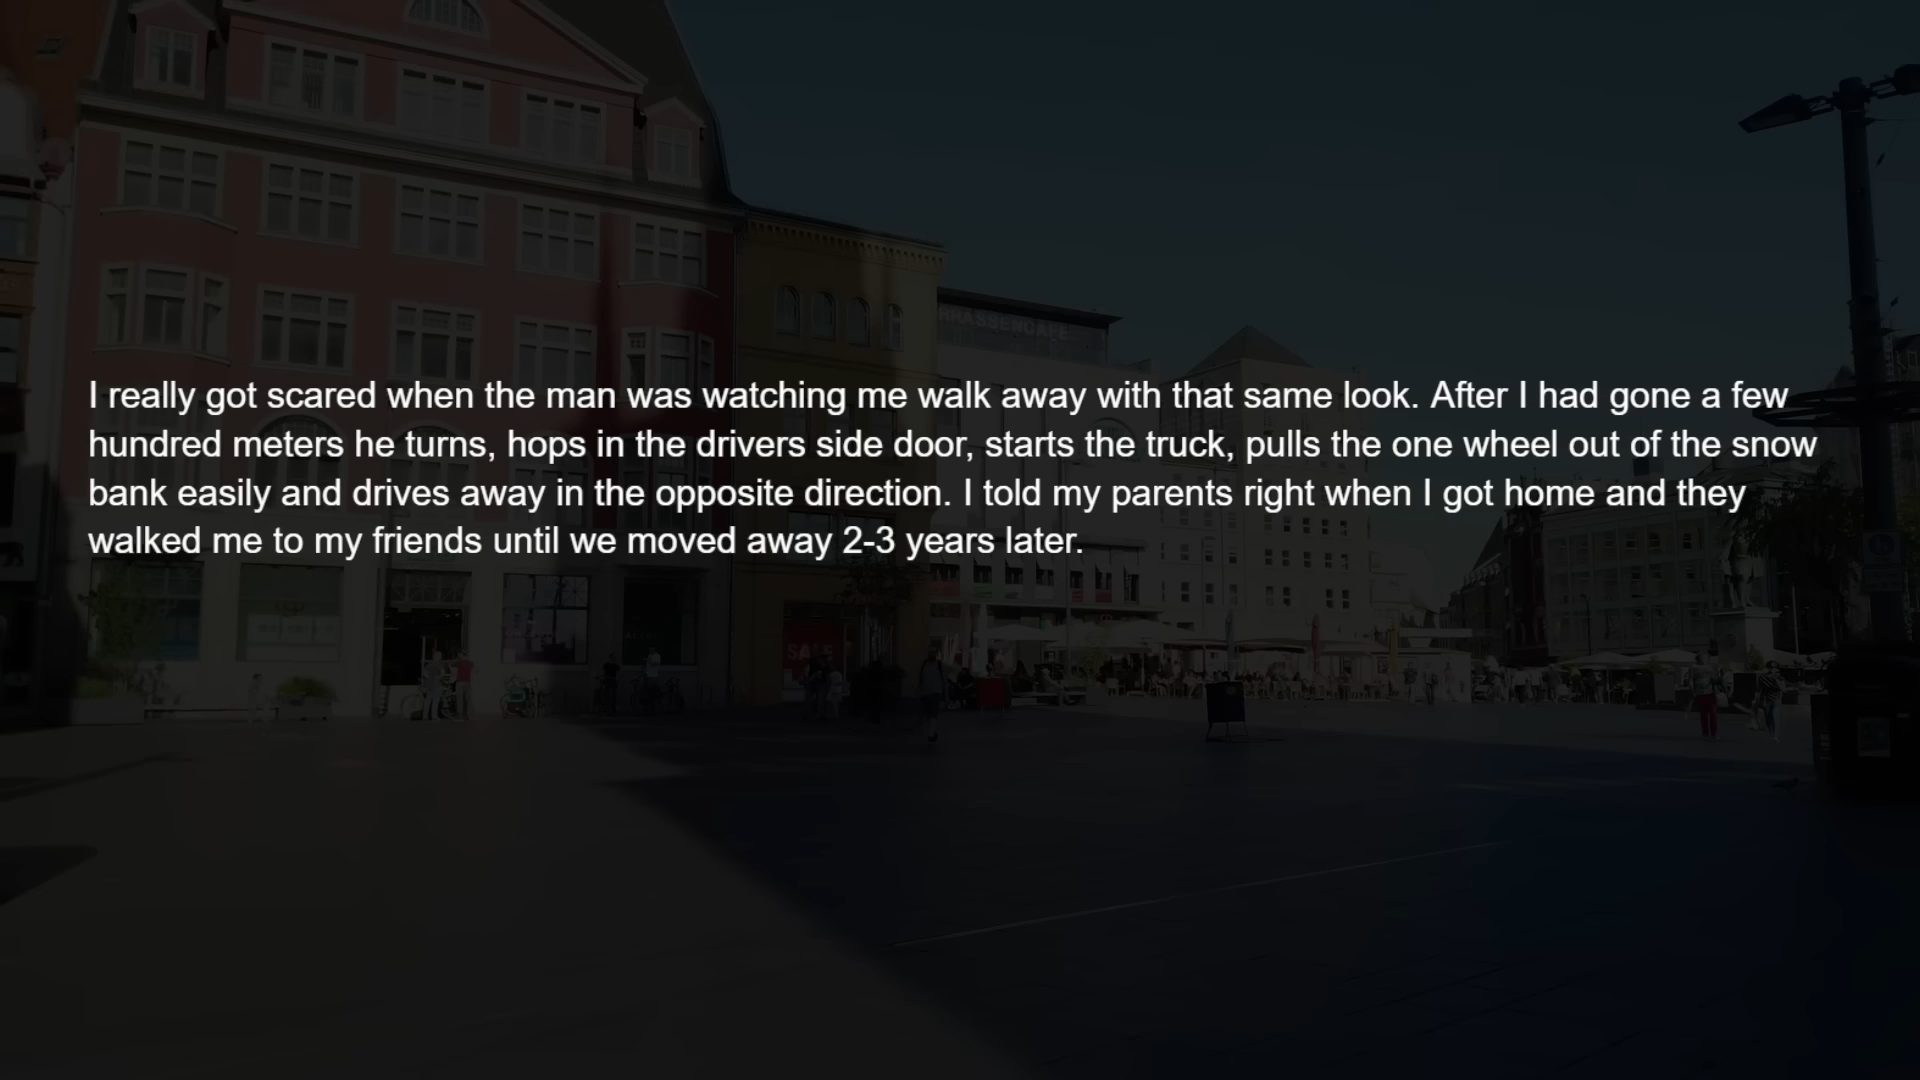 RRASSENCAFE
I really got scared when the man was watching me walk away with that same look. After I had gone a few
hundred meters he turns, hops in the drivers side door, starts the truck, pulls the one wheel out of the snow
bank easily and drives away in the opposite direction. I told my parents right when I got home and they
walked me to my friends until we moved away 2-3 years later.
SALE